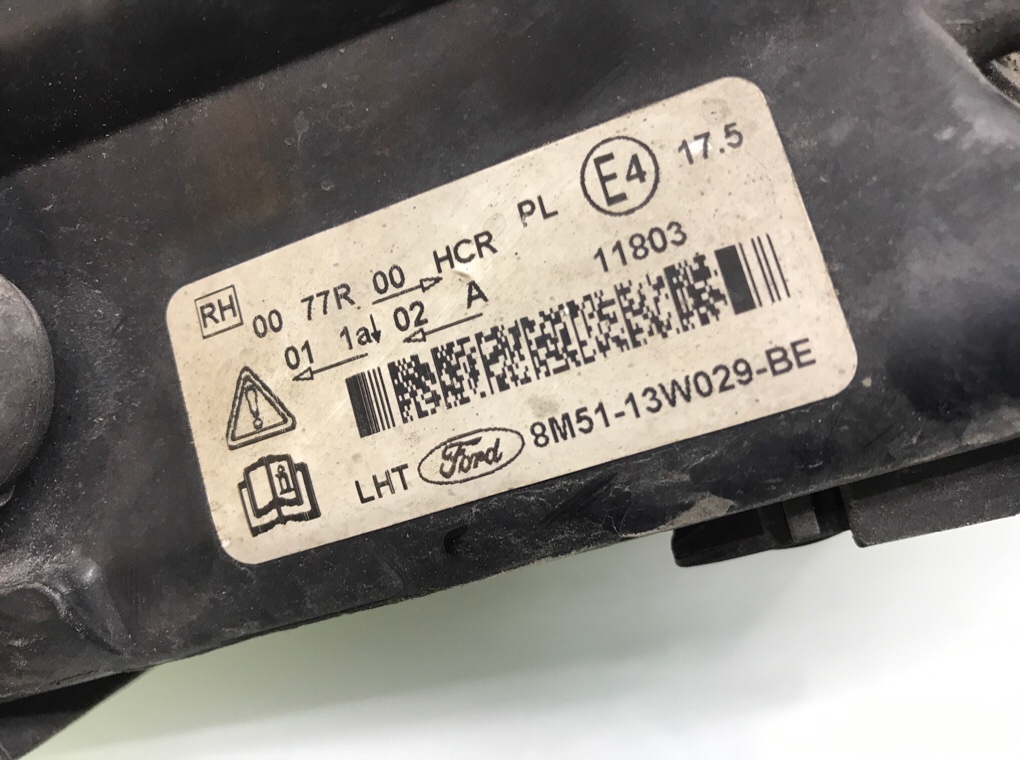 RH 00 77R 00 HCR PL E4 17.5
01 1a 02 A 11803
LHT Ford 8M51-13W029-BE